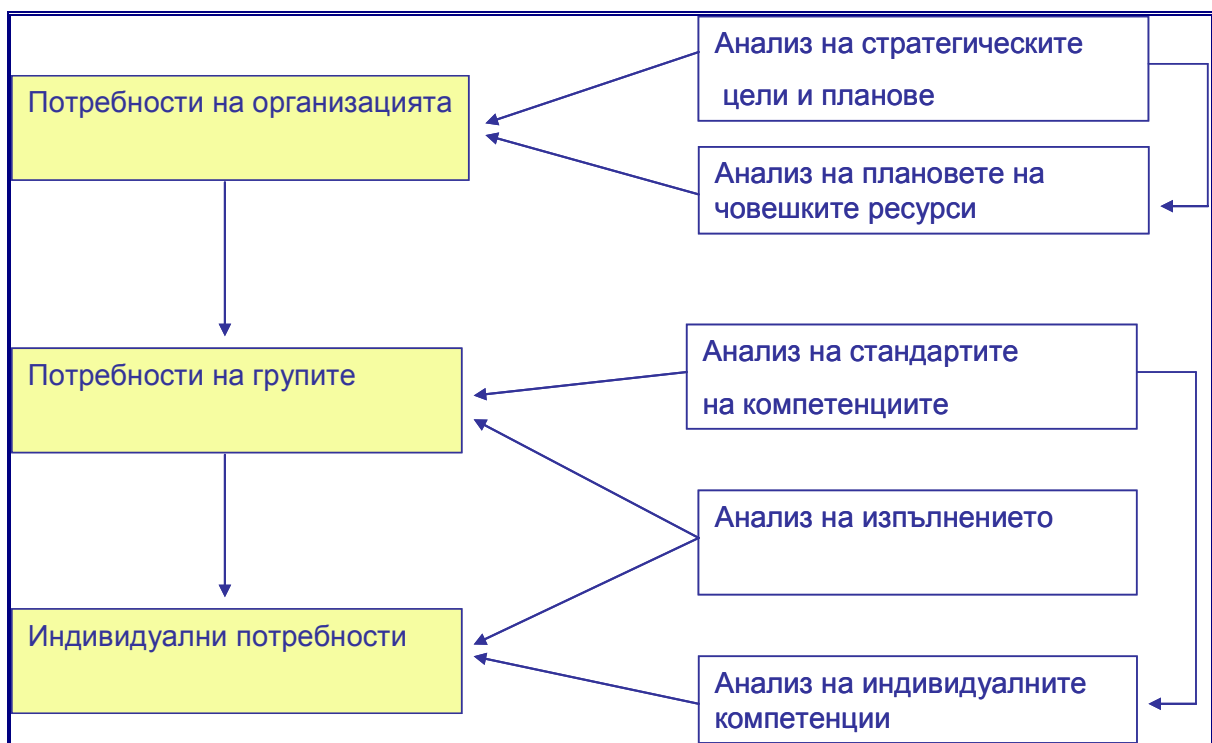 Анализ на стратегическите
цели и планове
Потребности на организацията
Анализ на плановете на
човешките ресурси
Анализ на стандартите
на компетенциите
Потребности на групите
Анализ на изпълнението
Индивидуални потребности
Анализ на индивидуалните
компетенции